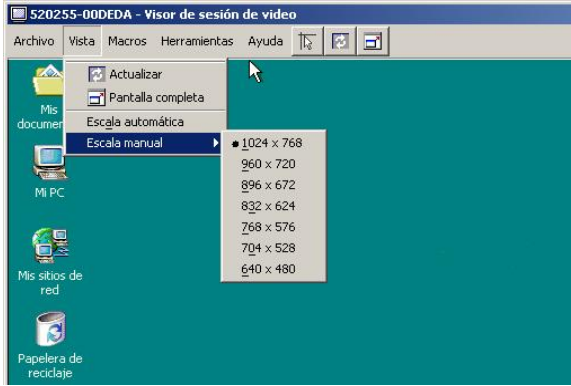 520255-00DEDA - Visor de sesión de video
Archivo Vista Macros Herramientas Ayuda
Actualizar
Pantalla completa
Escala automática
Escala manual
1024 x 768
960 x 720
896 x 672
832 x 624
768 x 576
704 x 528
640 x 480
Mis
documen
Mi PC
Mis sitios de
red
Papelera de
reciclaje